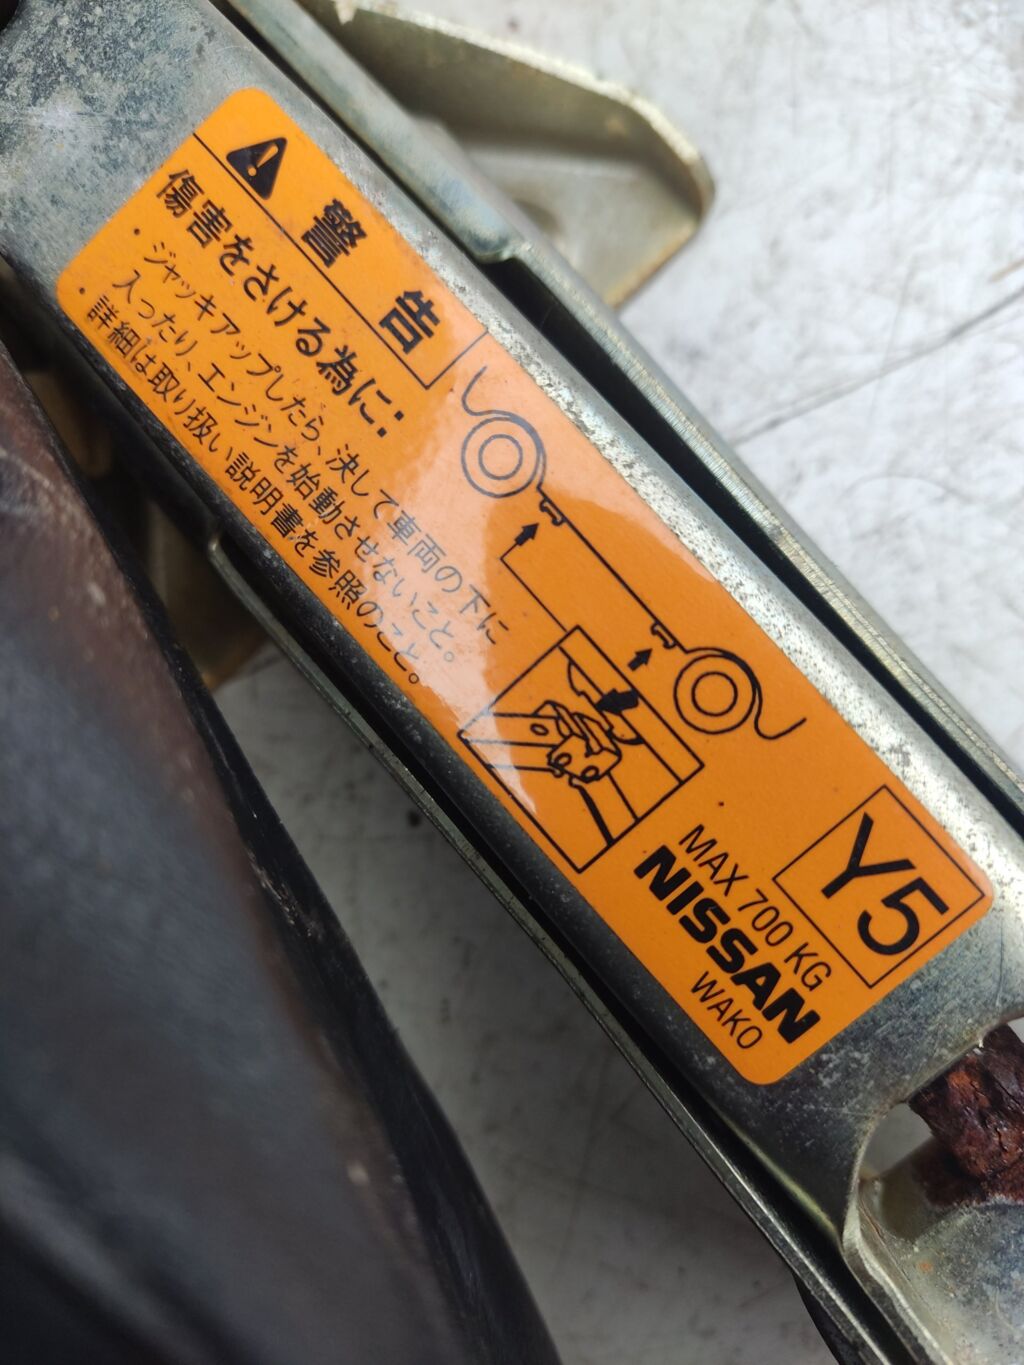 警告
傷害をさける為に:
・ジャッキアップしたら、決して車両の下に
入ったり、エンジンを始動させないこと。
・詳細は取り扱い説明書を参照のこと。
Y5
MAX 700 KG
NISSAN
WAKO